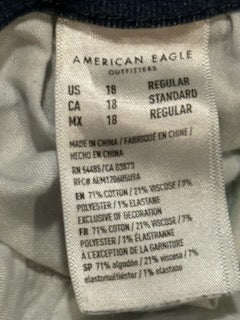 AMERICAN EAGLE
OUTFITTERS
US 18 REGULAR
CA 18 STANDARD
MX 18 REGULAR
MADE IN CHINA / FABRIQUÉ EN CHINE /
HECHO EN CHINA
RN 54485/CA 03873
RFC# AEM170605U9A
EN 71% COTTON / 21% VISCOSE / 7%
POLYESTER / 1% ELASTANE
EXCLUSIVE OF DECORATION
FR 71% COTON / 21% VISCOSE / 7%
POLYESTER / 1% ÉLASTHANNE
À L'EXCEPTION DE LA GARNITURE
SP 71% algodón / 21% viscosa / 7%
elastomultiéster / 1% elastano